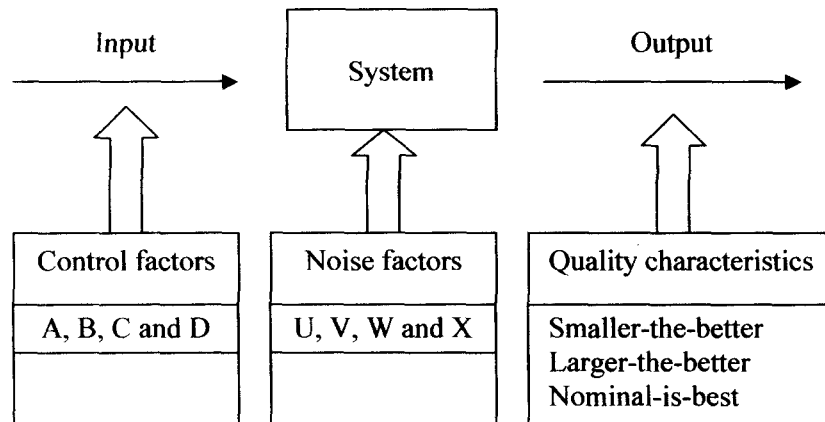 Input
System
Output
Control factors
A, B, C and D
Noise factors
U, V, W and X
Quality characteristics
Smaller-the-better
Larger-the-better
Nominal-is-best